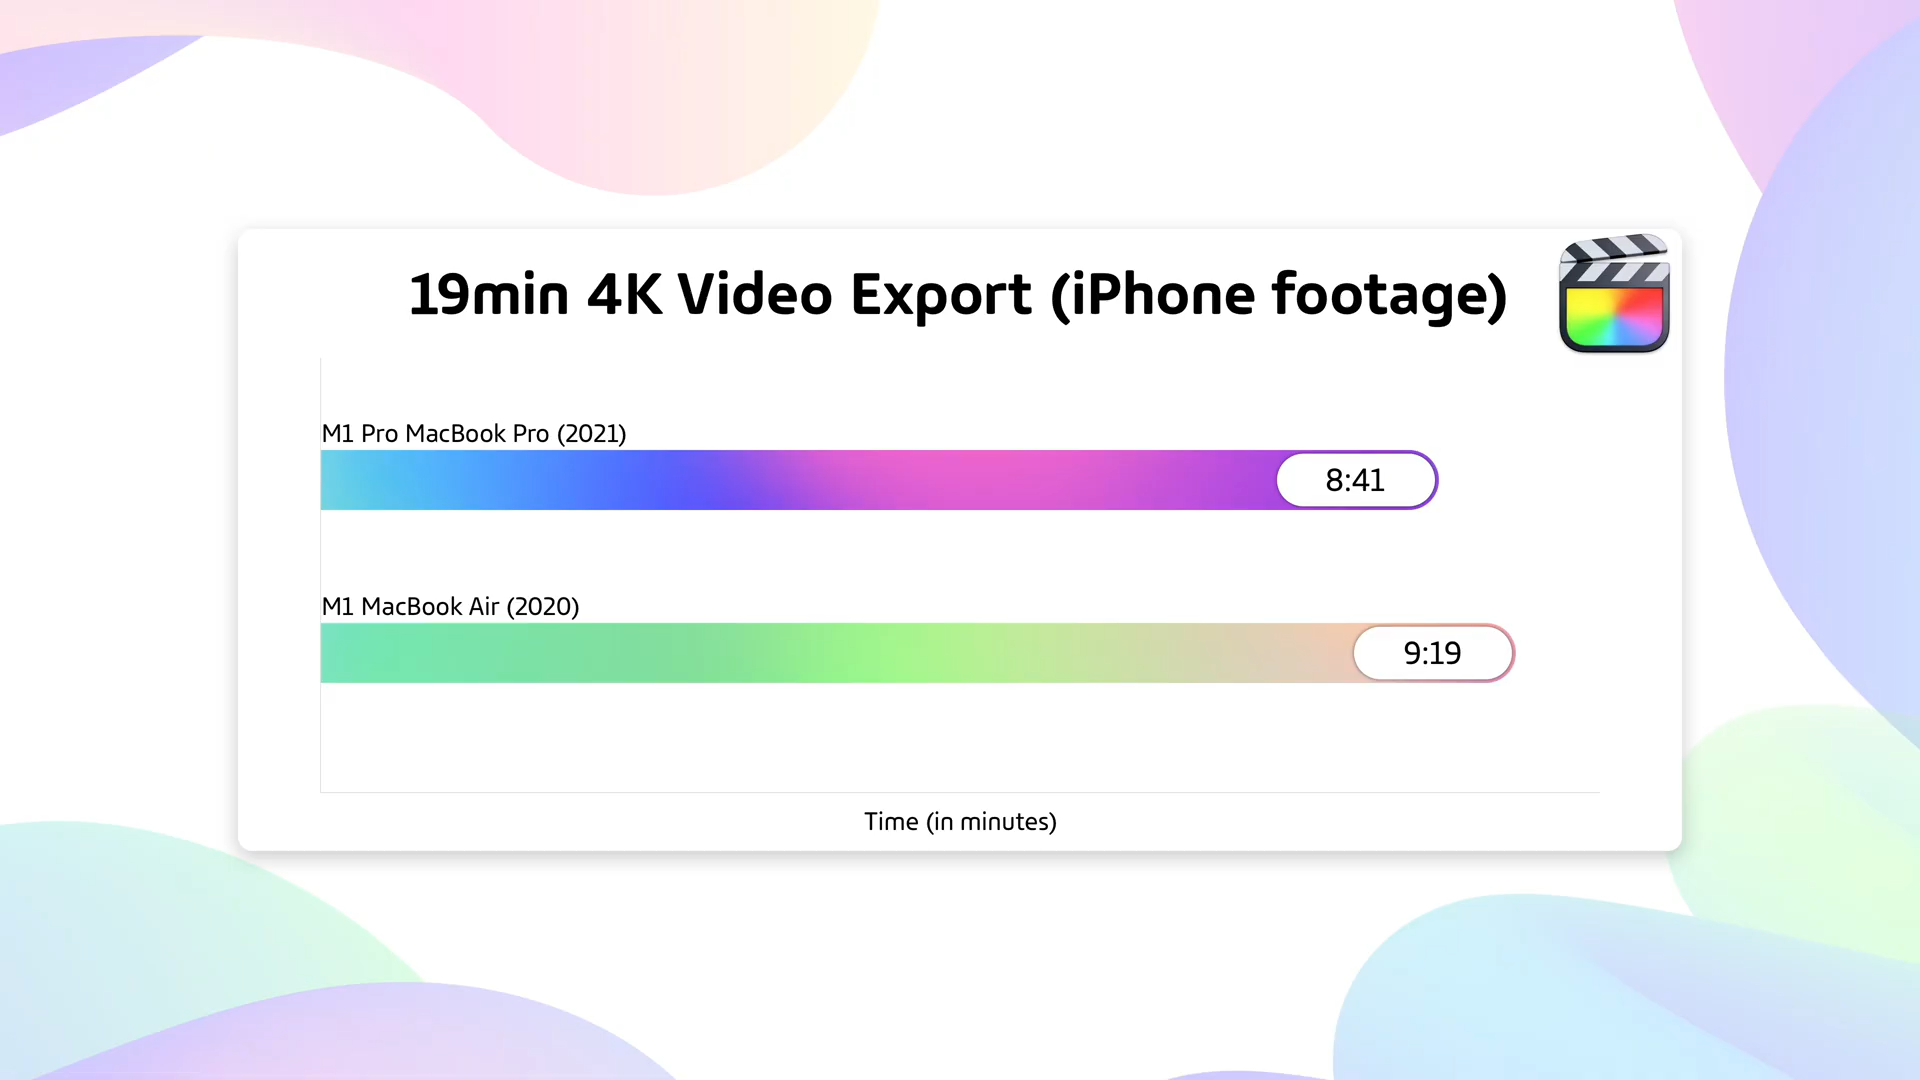 19min 4K Video Export (iPhone footage)
M1 Pro MacBook Pro (2021)
8:41
M1 MacBook Air (2020)
9:19
Time (in minutes)